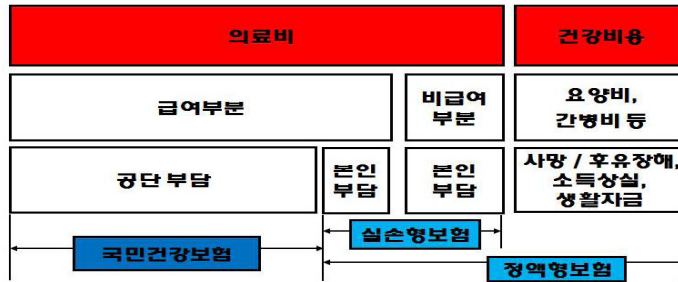 의료비
건강비용
급여부분
비급여
부분
요양비,
간병비 등
공단 부담
본인
부담
본인
부담
사망 / 후유장해,
소득상실,
생활자금
실손형보험
국민건강보험
정액형보험